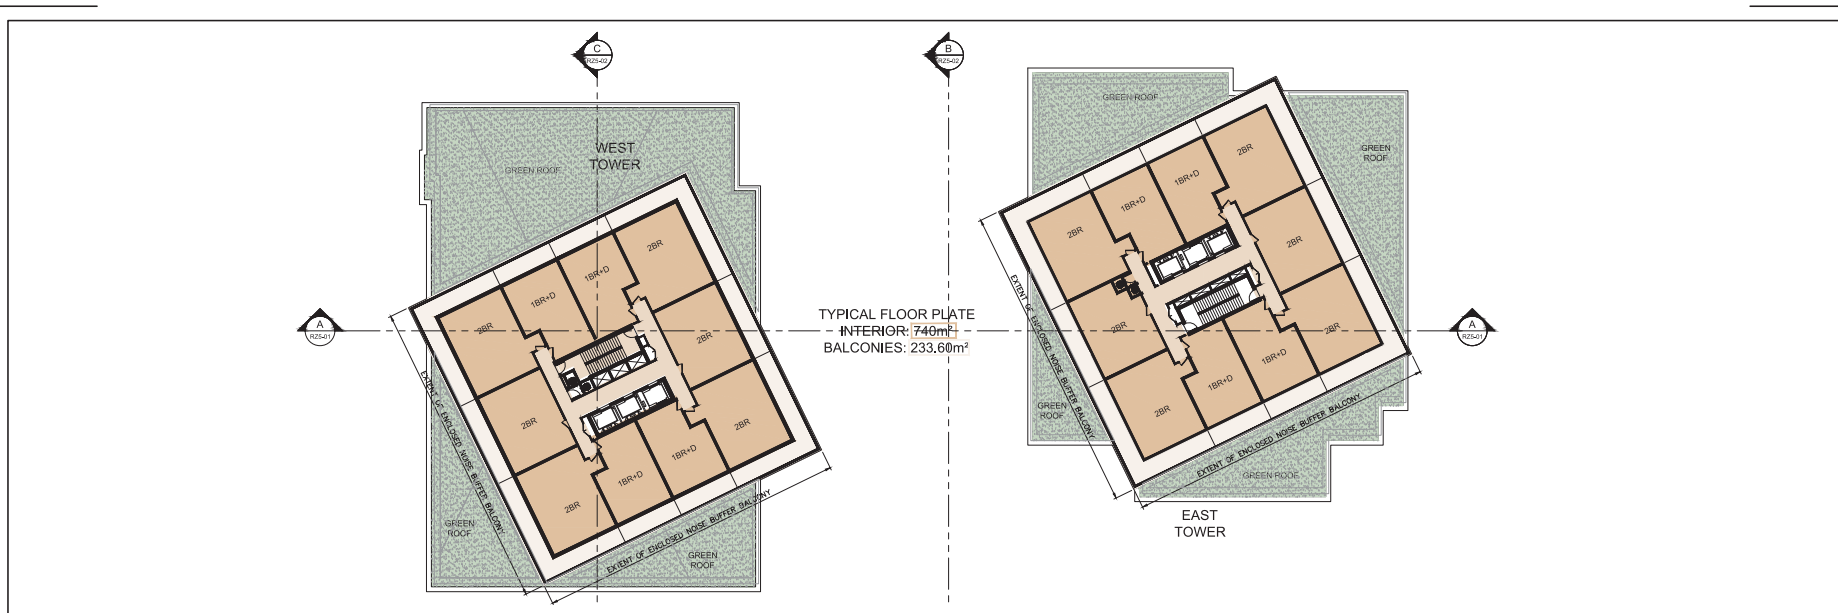 C
RZ5-02
B
RZ5-02
GREEN ROOF
WEST
TOWER
GREEN ROOF
GREEN
ROOF
2BR
1BR+D
1BR+D
2BR
2BR
2BR
2BR
1BR+D
1BR+D
2BR
EXTENT OF ENCLOSED NOISE BUFFER BALCONY
EXTENT OF ENCLOSED NOISE BUFFER BALCONY
GREEN
ROOF
GREEN ROOF
EAST
TOWER
A
RZ5-01
TYPICAL FLOOR PLATE
INTERIOR: 740m²
BALCONIES: 233.60m²
A
RZ5-01
2BR
1BR+D
1BR+D
2BR
2BR
2BR
2BR
1BR+D
1BR+D
2BR
EXTENT OF ENCLOSED NOISE BUFFER BALCONY
EXTENT OF ENCLOSED NOISE BUFFER BALCONY
GREEN
ROOF
GREEN
ROOF